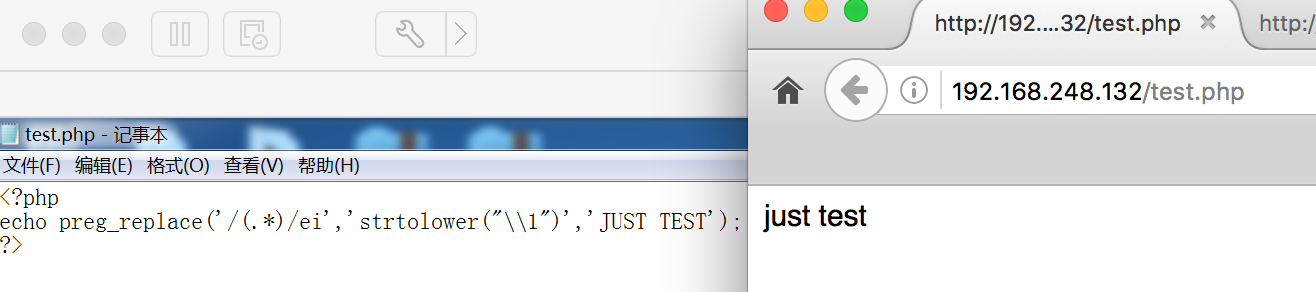 http://192....32/test.php
http:/
192.168.248.132/test.php
test.php - 记事本
文件(F) 编辑(E) 格式(O) 查看(V) 帮助(H)
<?php
echo preg_replace('/(.*)/ei','strtolower("\\1")','JUST TEST');
?>
just test